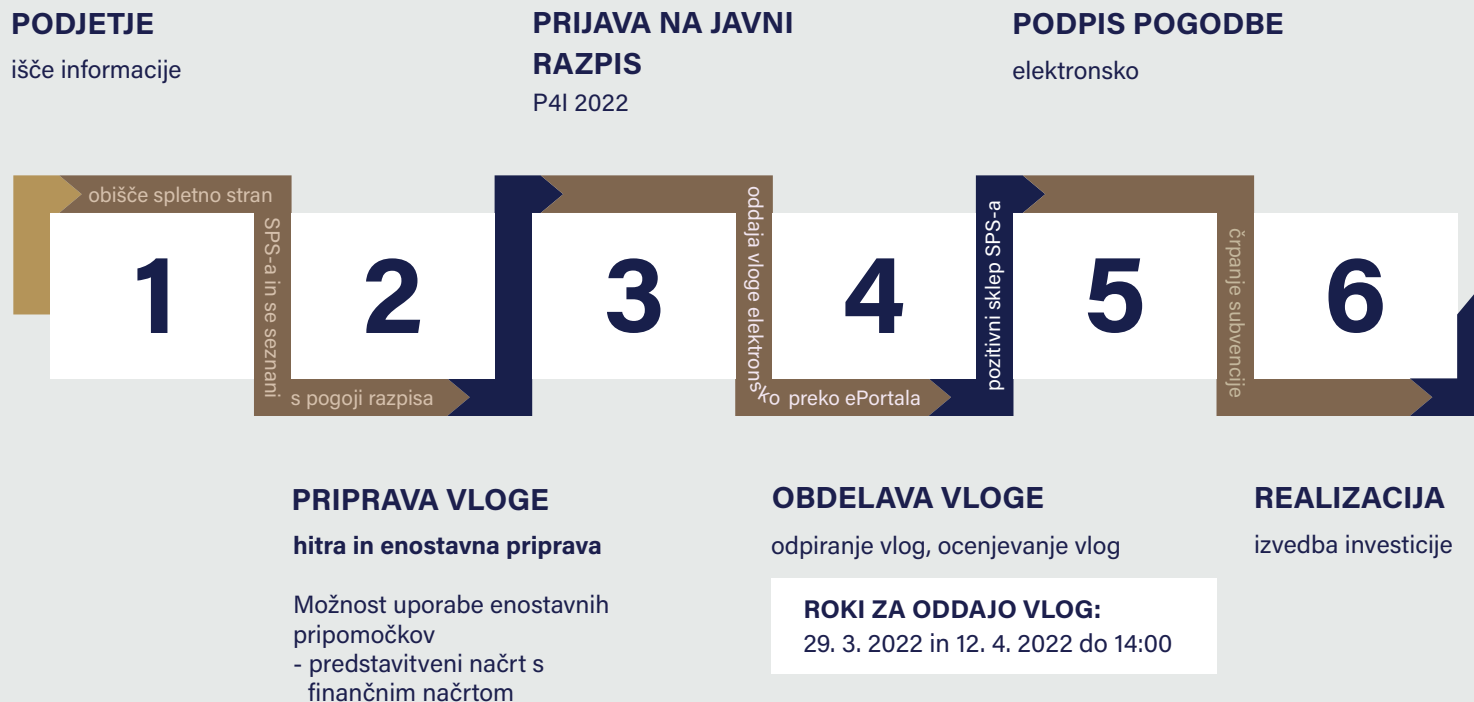 PODJETJE
išče informacije
PRIJAVA NA JAVNI
RAZPIS
P4I 2022
PODPIS POGODBE
elektronsko
obišče spletno stran
SPS-a in se seznani
s pogoji razpisa
oddaja vloge elektronsko preko ePortala
pozitivni sklep SPS-a
črpanje subvencije
1
2
3
4
5
6
PRIPRAVA VLOGE
hitra in enostavna priprava
Možnost uporabe enostavnih
pripomočkov
- predstavitveni načrt s
finančnim načrtom
OBDELAVA VLOGE
odpiranje vlog, ocenjevanje vlog
ROKI ZA ODDAJO VLOG:
29. 3. 2022 in 12. 4. 2022 do 14:00
REALIZACIJA
izvedba investicije